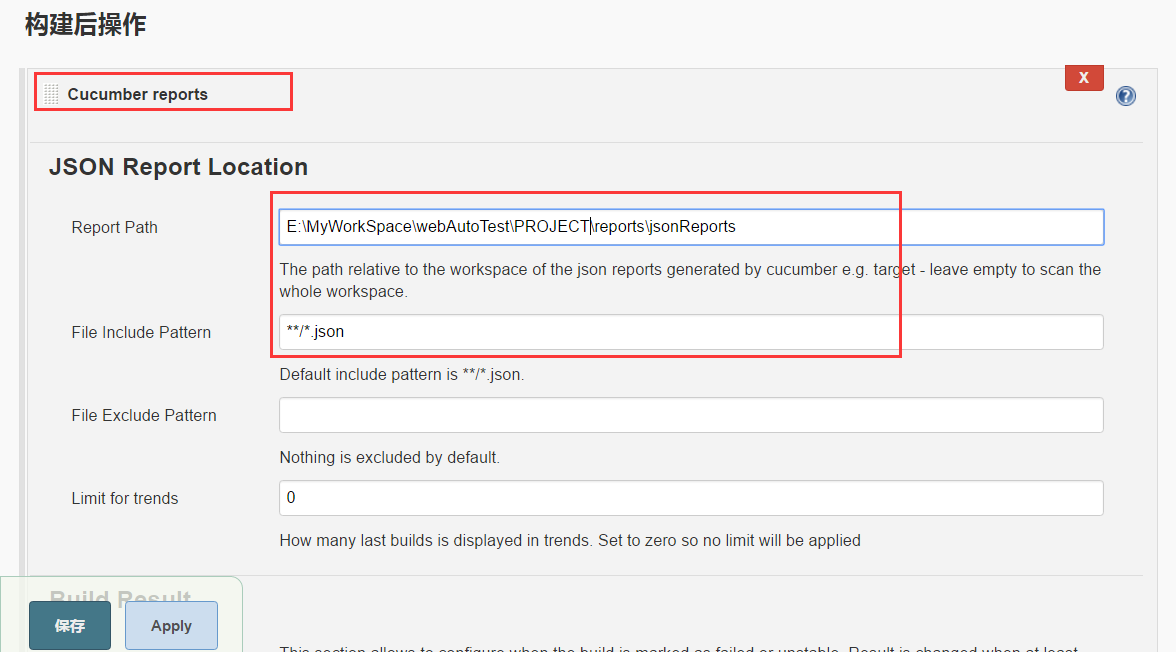 构建后操作
Cucumber reports
X
?
JSON Report Location
Report Path
E:\MyWorkSpace\webAutoTest\PROJECT\reports\jsonReports
The path relative to the workspace of the json reports generated by cucumber e.g. target - leave empty to scan the
whole workspace.
File Include Pattern
**/*.json
Default include pattern is **/*.json.
File Exclude Pattern
Nothing is excluded by default.
Limit for trends
0
How many last builds is displayed in trends. Set to zero so no limit will be applied
Build Result
保存
Apply
This section allows to configure when the build is marked as failed or unstable. Result is changed when at least